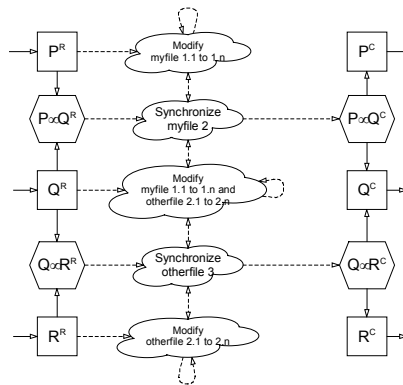 P^R
Modify
myfile 1.1 to 1.n
P^C
P∝Q^R
Synchronize
myfile 2
P∝Q^C
Q^R
Modify
myfile 1.1 to 1.n and
otherfile 2.1 to 2.n
Q^C
Q∝R^R
Synchronize
otherfile 3
Q∝R^C
R^R
Modify
otherfile 2.1 to 2.n
R^C